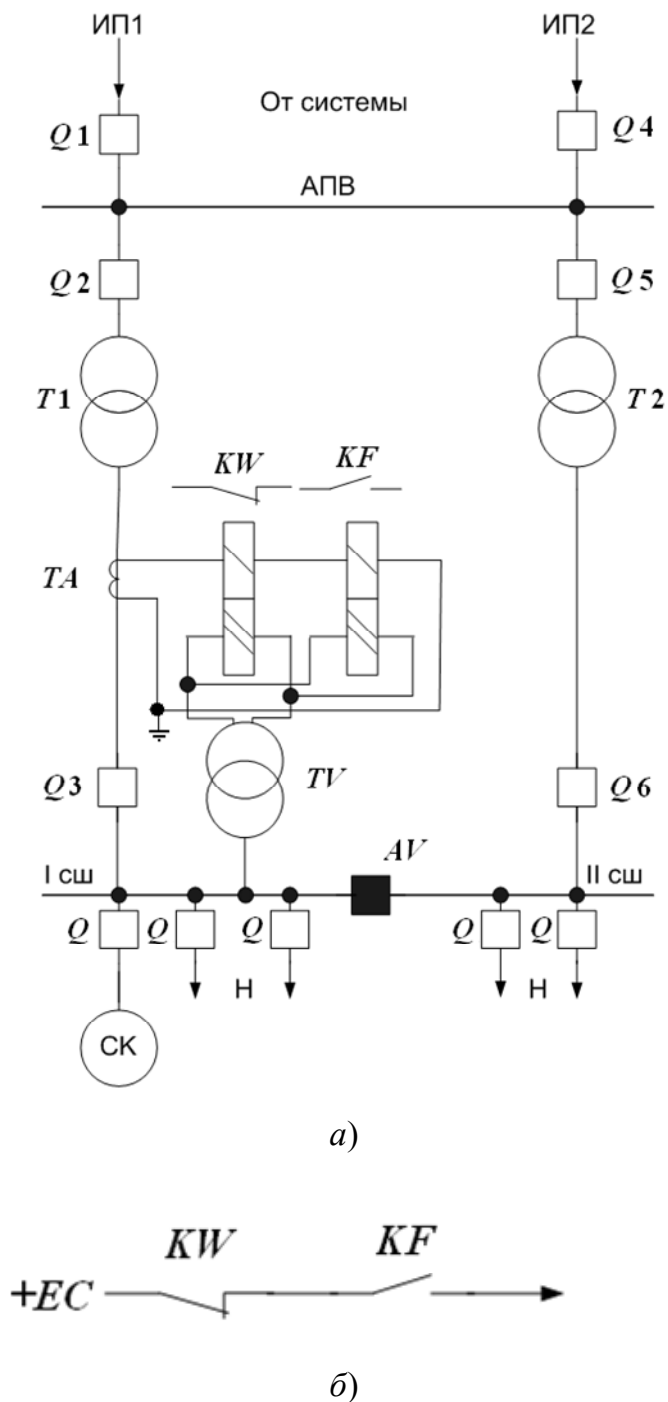 ИП1 ИП2
От системы
Q1 Q4
АПВ
Q2 Q5
T1 T2
KW KF
TA
Q3 TV Q6
AV
I сш II сш
Q Q Q Q Q
Н Н
СК
а)
KW KF
+EC
б)